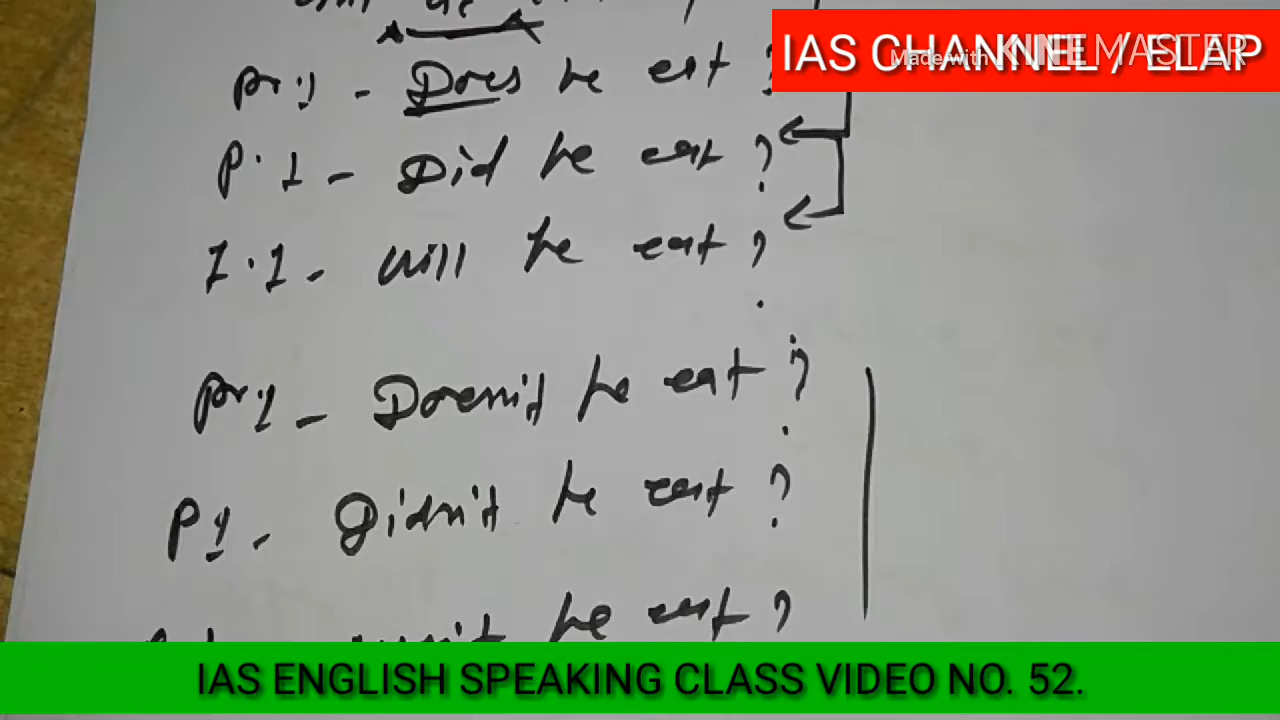 IAS CHANNEL / ELAP
Made with KINEMASTER
Pr. I - Does he eat ?
P. I - Did he eat ?
F. I - Will he eat ?
Pr. I - Doesn't he eat ?
P I - Didn't he eat ?
he eat ?
IAS ENGLISH SPEAKING CLASS VIDEO NO. 52.